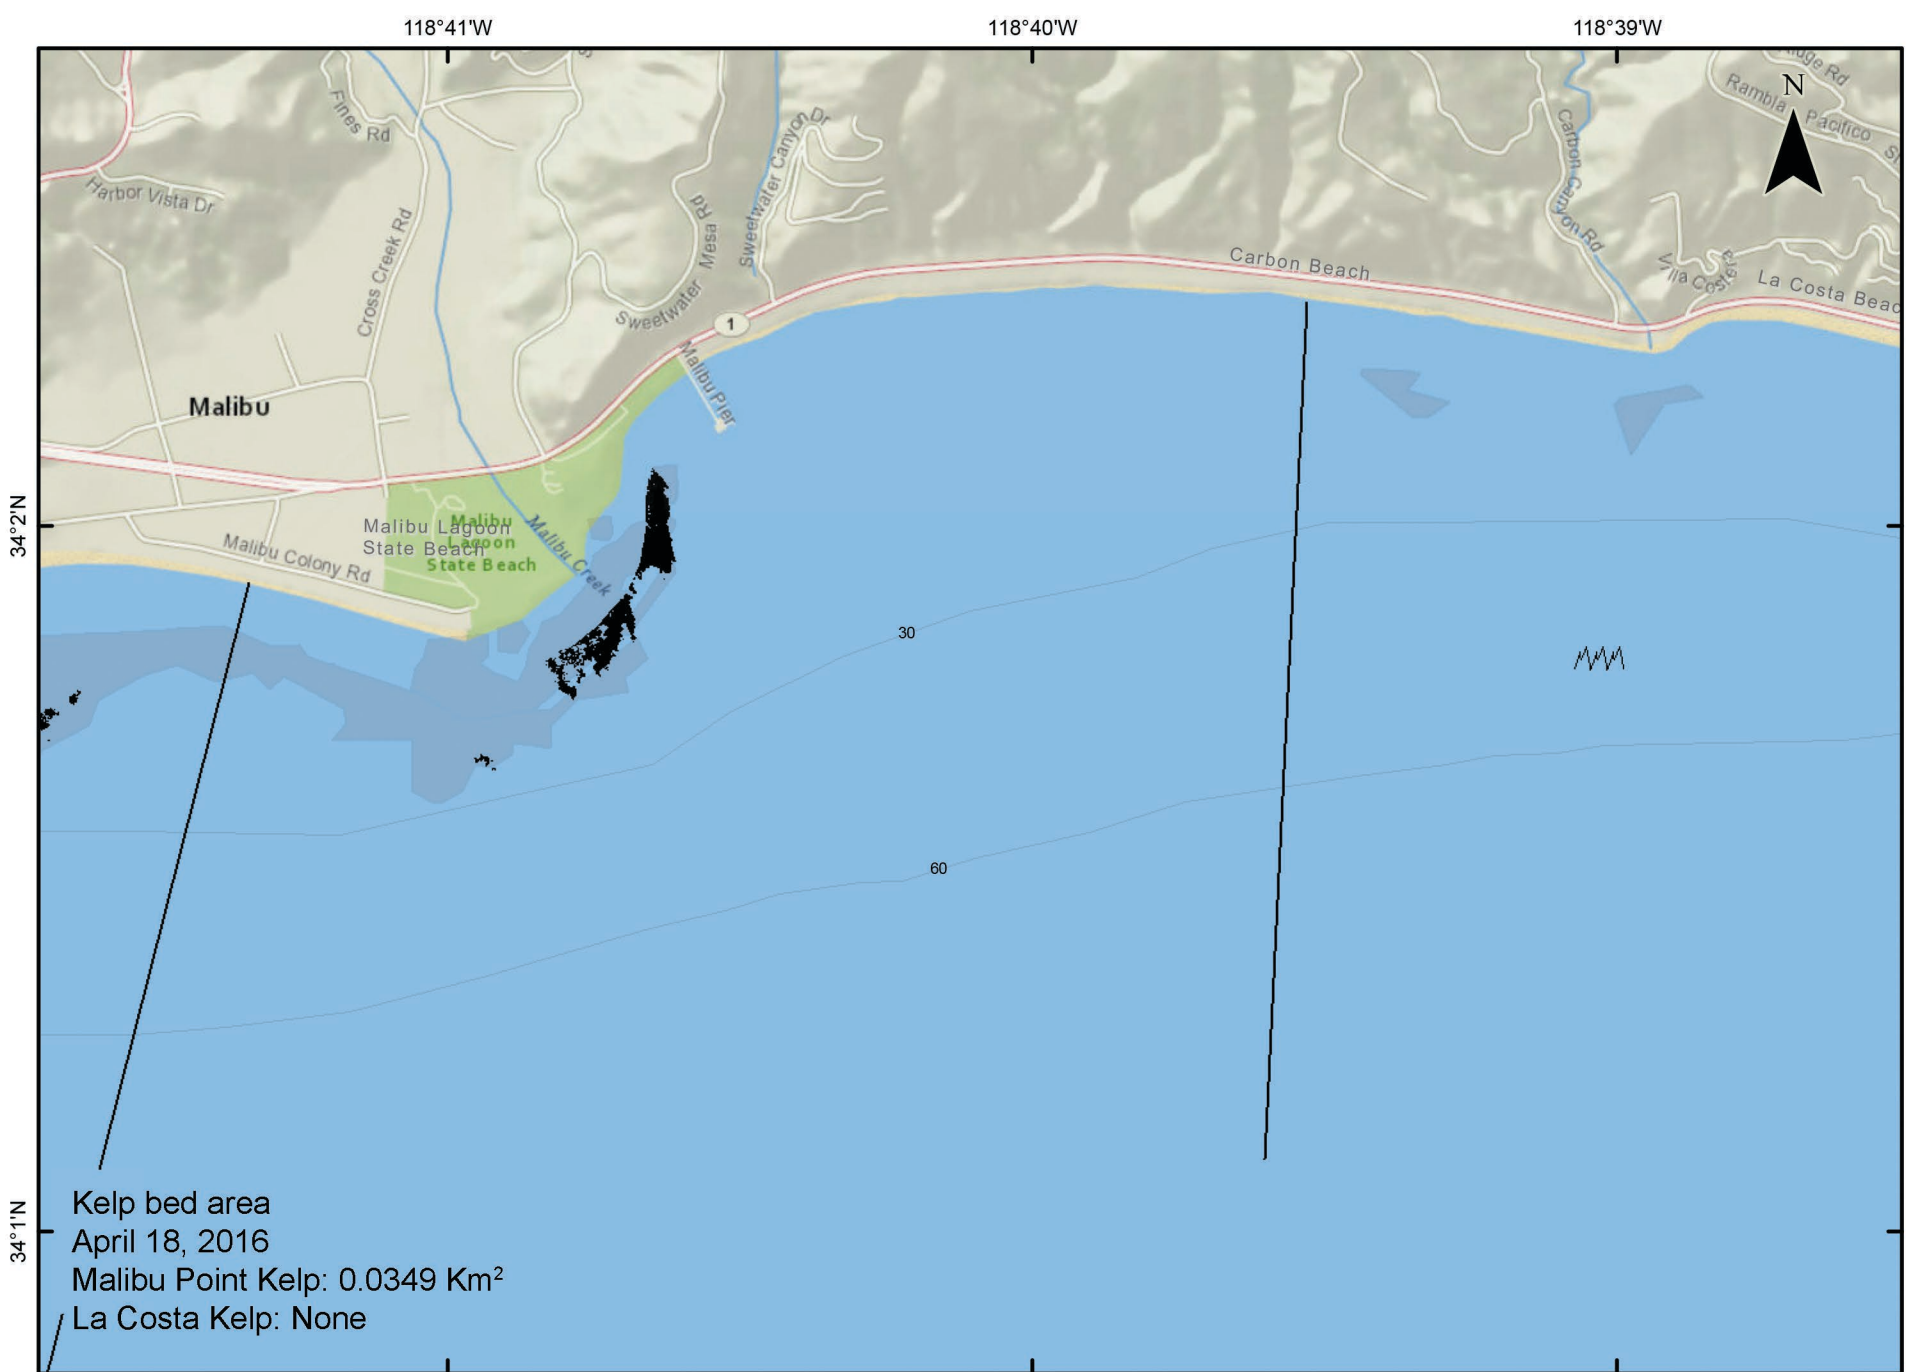 118°41'W
118°40'W
118°39'W
N
Fines Rd
Harbor Vista Dr
Cross Creek Rd
Sweetwater Mesa Rd
Sweetwater Canyon Dr
Carbon Canyon Rd
Rambla Pacifico
Carbon Beach
Villa Costera
La Costa Beac
1
Malibu Pier
Malibu
34°2'N
Malibu Lagoon
State Beach
Malibu
Lagoon
State Beach
Malibu Creek
Malibu Colony Rd
30
60
34°1'N
Kelp bed area
April 18, 2016
Malibu Point Kelp: 0.0349 Km²
La Costa Kelp: None